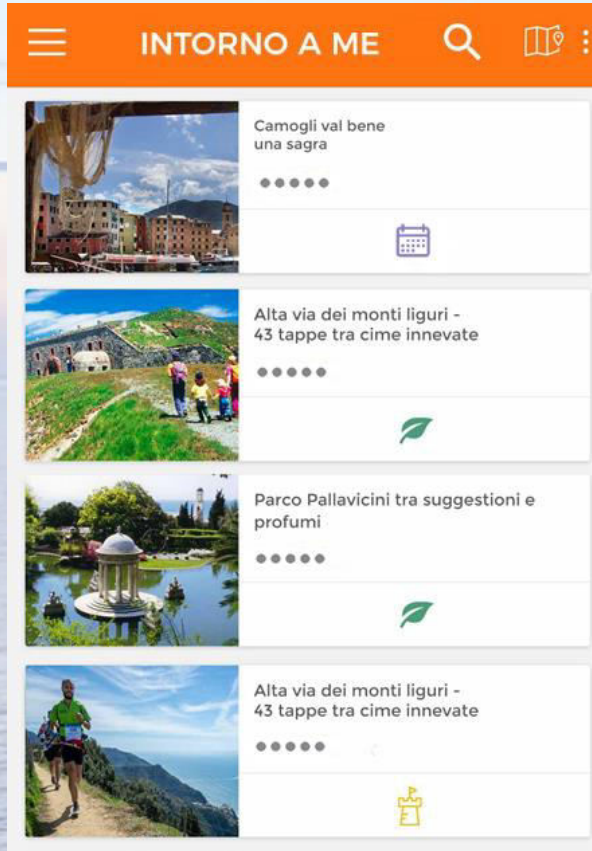 INTORNO A ME
Camogli val bene
una sagra
Alta via dei monti liguri -
43 tappe tra cime innevate
Parco Pallavicini tra suggestioni e
profumi
Alta via dei monti liguri -
43 tappe tra cime innevate